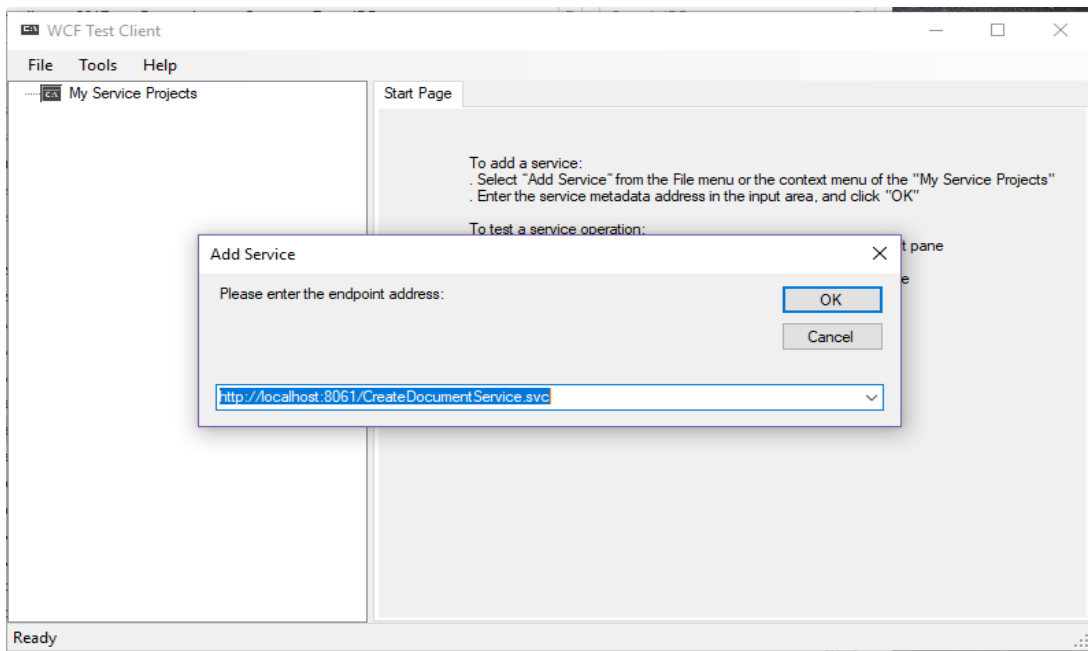 WCF Test Client
File Tools Help
My Service Projects
Start Page
To add a service:
. Select "Add Service" from the File menu or the context menu of the "My Service Projects"
. Enter the service metadata address in the input area, and click "OK"
To test a service operation:
t pane
e
Add Service
Please enter the endpoint address:
OK
Cancel
http://localhost:8061/CreateDocumentService.svc
Ready